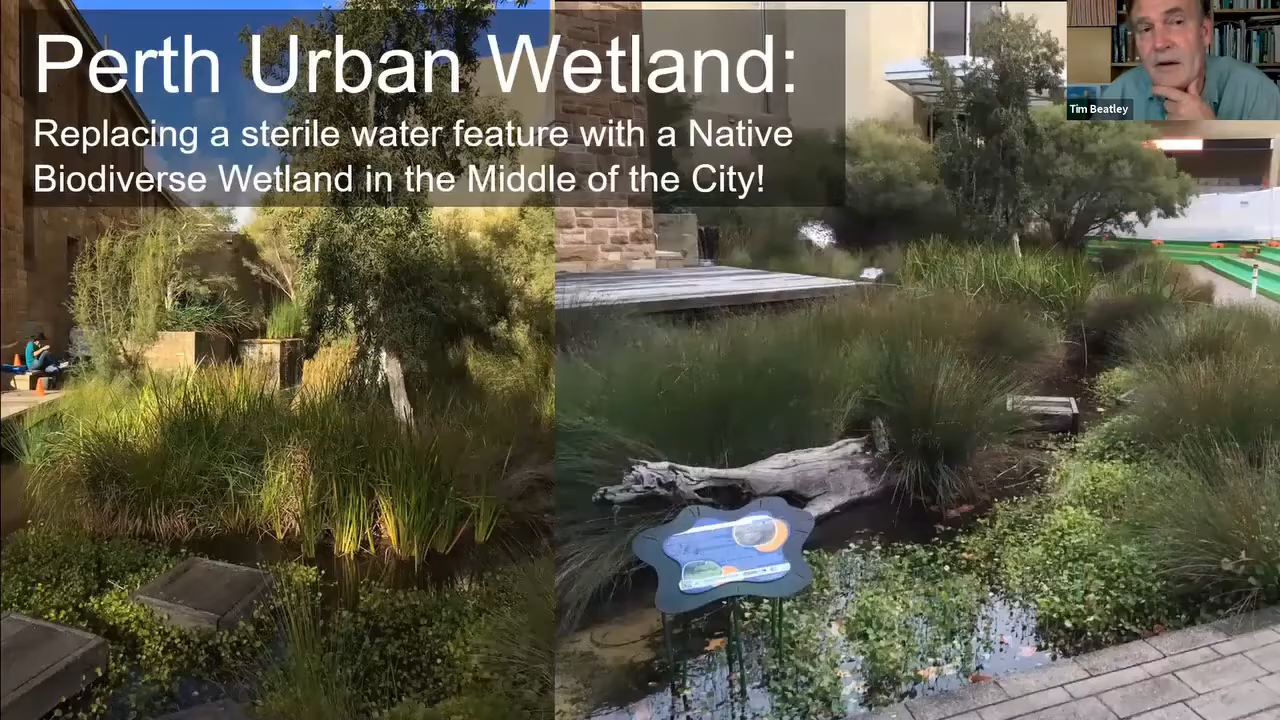 Perth Urban Wetland:
Replacing a sterile water feature with a Native
Biodiverse Wetland in the Middle of the City!
Tim Beatley